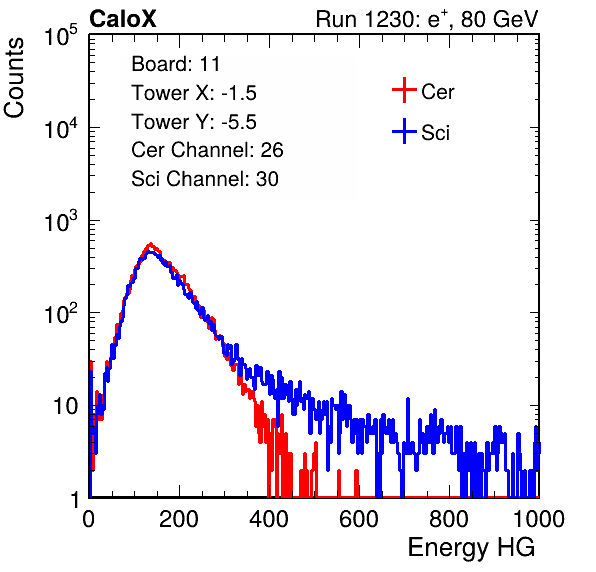 CaloX Run 1230: e⁺, 80 GeV
Counts
10⁵
10⁴
10³
10²
10
1
Board: 11
Tower X: -1.5
Tower Y: -5.5
Cer Channel: 26
Sci Channel: 30
Cer
Sci
0 200 400 600 800 1000
Energy HG